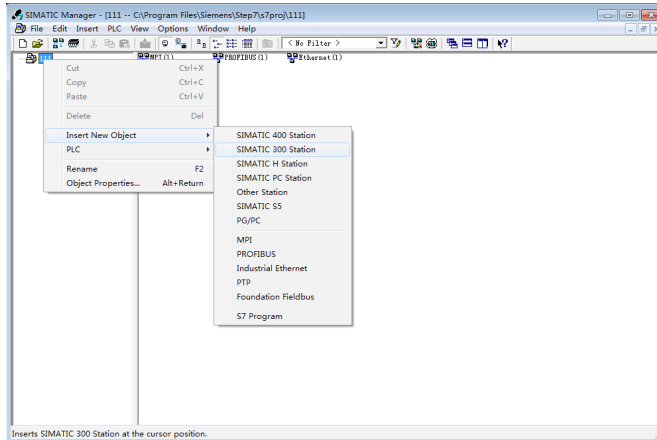 SIMATIC Manager - [111 -- C:\Program Files\Siemens\Step7\s7proj\111]
File Edit Insert PLC View Options Window Help
< No Filter >
111
MPI(1) PROFIBUS(1) Ethernet(1)
Cut Ctrl+X
Copy Ctrl+C
Paste Ctrl+V
Delete Del
Insert New Object
PLC
Rename F2
Object Properties... Alt+Return
SIMATIC 400 Station
SIMATIC 300 Station
SIMATIC H Station
SIMATIC PC Station
Other Station
SIMATIC S5
PG/PC
MPI
PROFIBUS
Industrial Ethernet
PTP
Foundation Fieldbus
S7 Program
Inserts SIMATIC 300 Station at the cursor position.